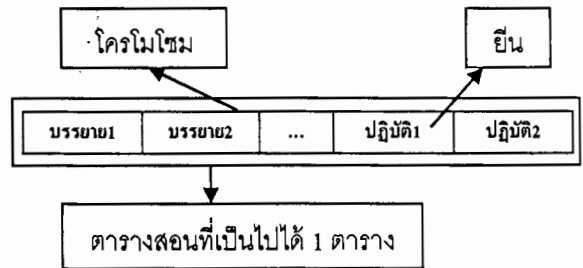 โครโมโซม
ยีน
บรรยาย1 บรรยาย2 ... ปฏิบัติ1 ปฏิบัติ2
ตารางสอนที่เป็นไปได้ 1 ตาราง